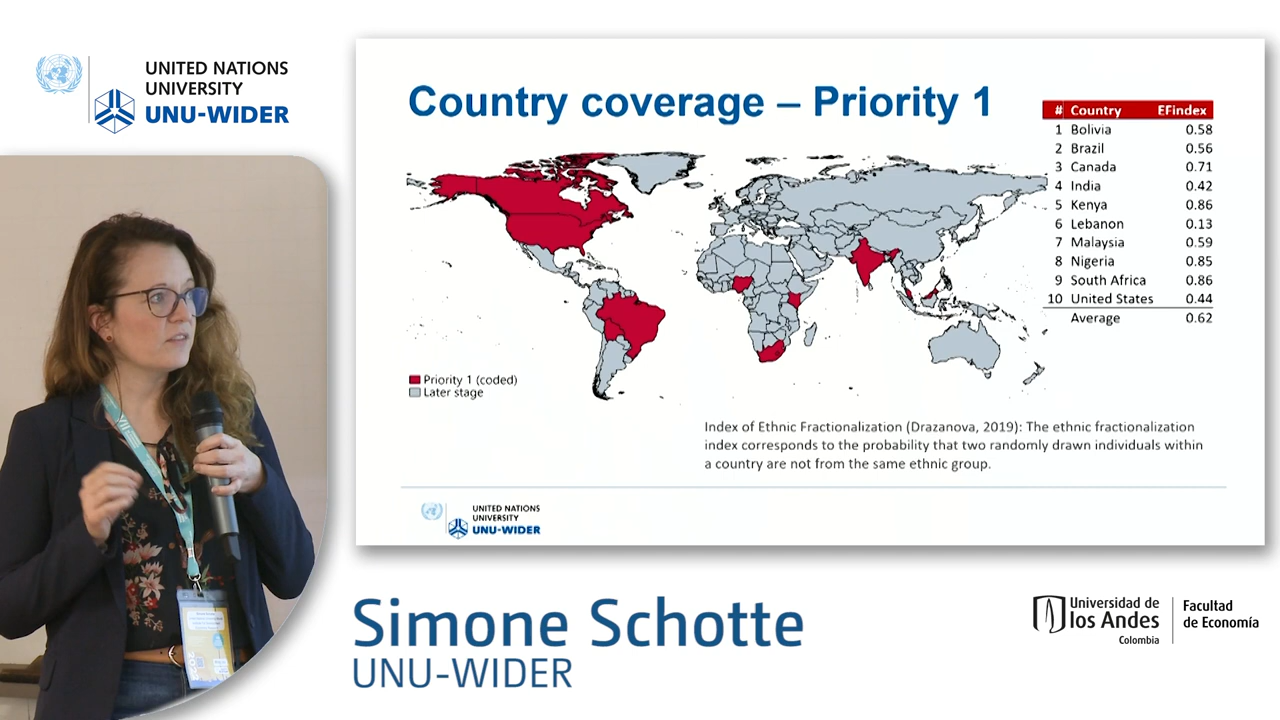 UNITED NATIONS
UNIVERSITY
UNU-WIDER
Country coverage – Priority 1
# Country EFindex
1 Bolivia 0.58
2 Brazil 0.56
3 Canada 0.71
4 India 0.42
5 Kenya 0.86
6 Lebanon 0.13
7 Malaysia 0.59
8 Nigeria 0.85
9 South Africa 0.86
10 United States 0.44
Average 0.62
Priority 1 (coded)
Later stage
Index of Ethnic Fractionalization (Drazanova, 2019): The ethnic fractionalization
index corresponds to the probability that two randomly drawn individuals within
a country are not from the same ethnic group.
UNITED NATIONS
UNIVERSITY
UNU-WIDER
Simone Schotte
UNU-WIDER
Universidad de
los Andes
Colombia
Facultad
de Economía